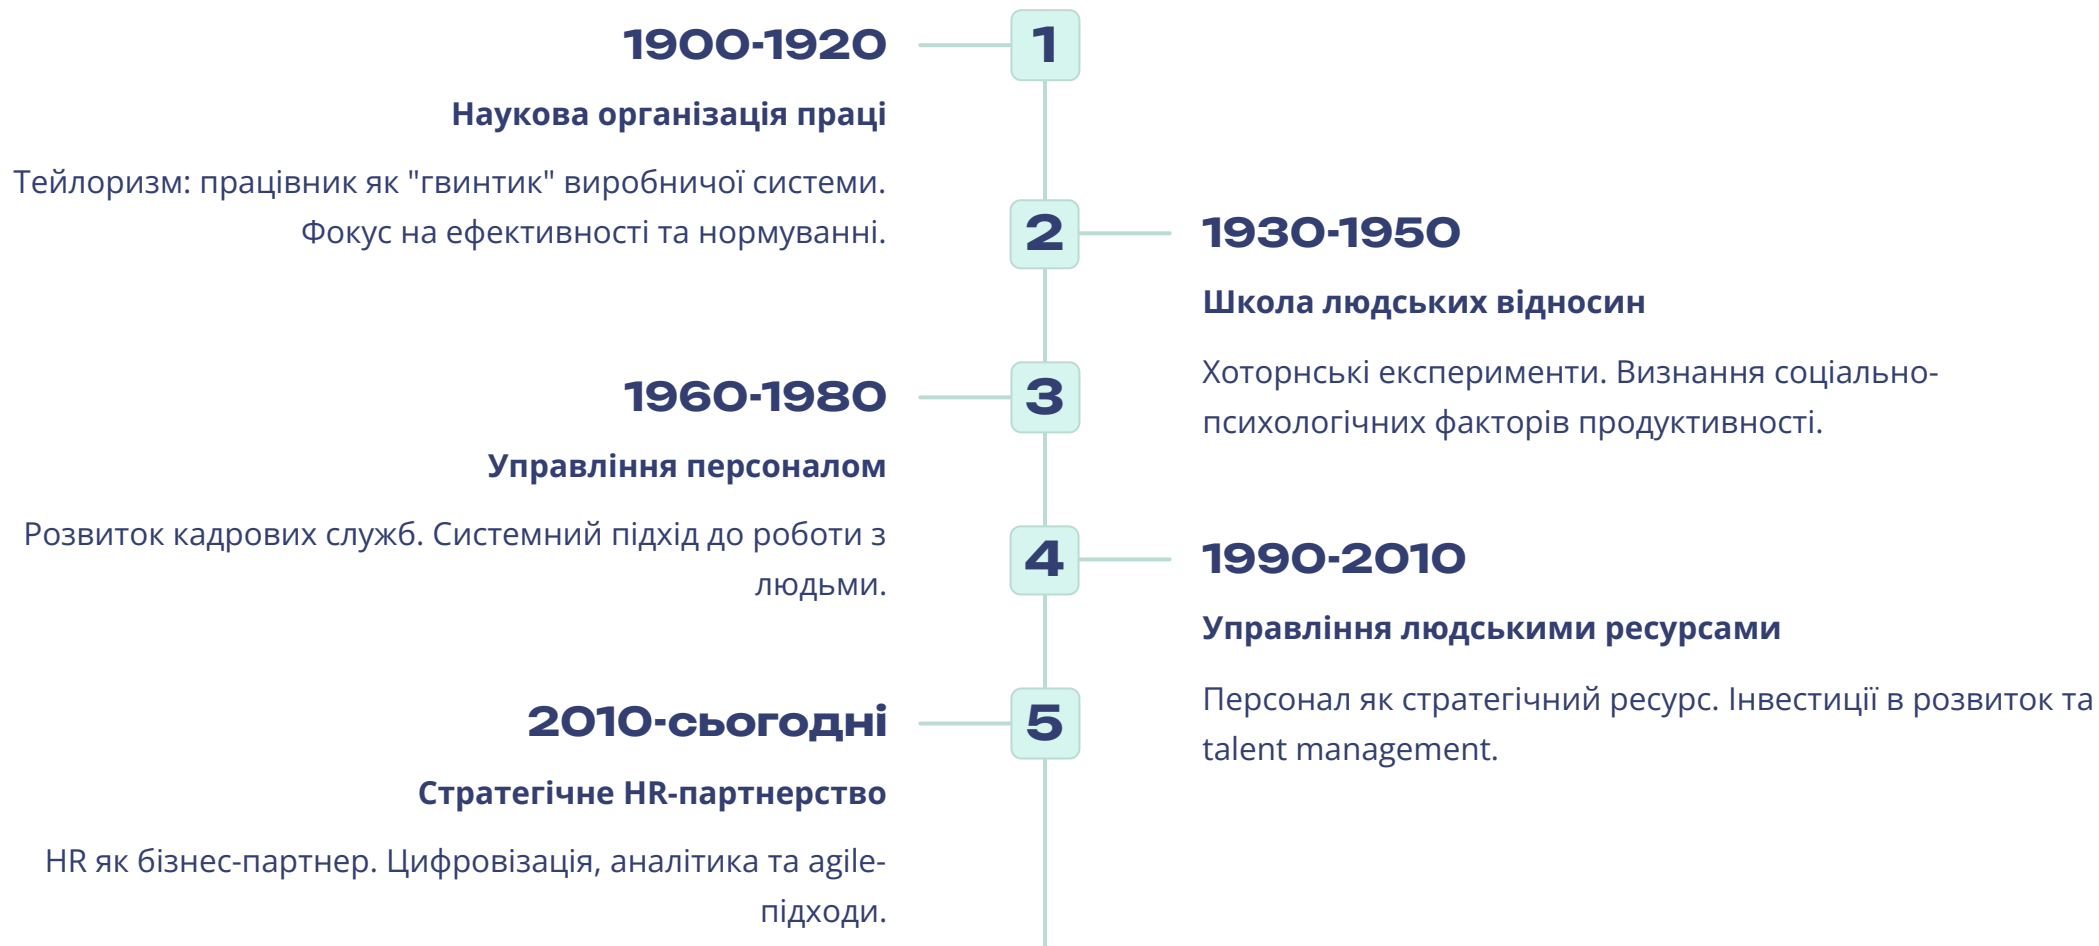 1900-1920
1
Наукова організація праці
Тейлоризм: працівник як "гвинтик" виробничої системи.
Фокус на ефективності та нормуванні.
2
1930-1950
Школа людських відносин
Хоторнські експерименти. Визнання соціально-
психологічних факторів продуктивності.
1960-1980
3
Управління персоналом
Розвиток кадрових служб. Системний підхід до роботи з
людьми.
4
1990-2010
Управління людськими ресурсами
Персонал як стратегічний ресурс. Інвестиції в розвиток та
talent management.
2010-сьогодні
5
Стратегічне HR-партнерство
HR як бізнес-партнер. Цифровізація, аналітика та agile-
підходи.